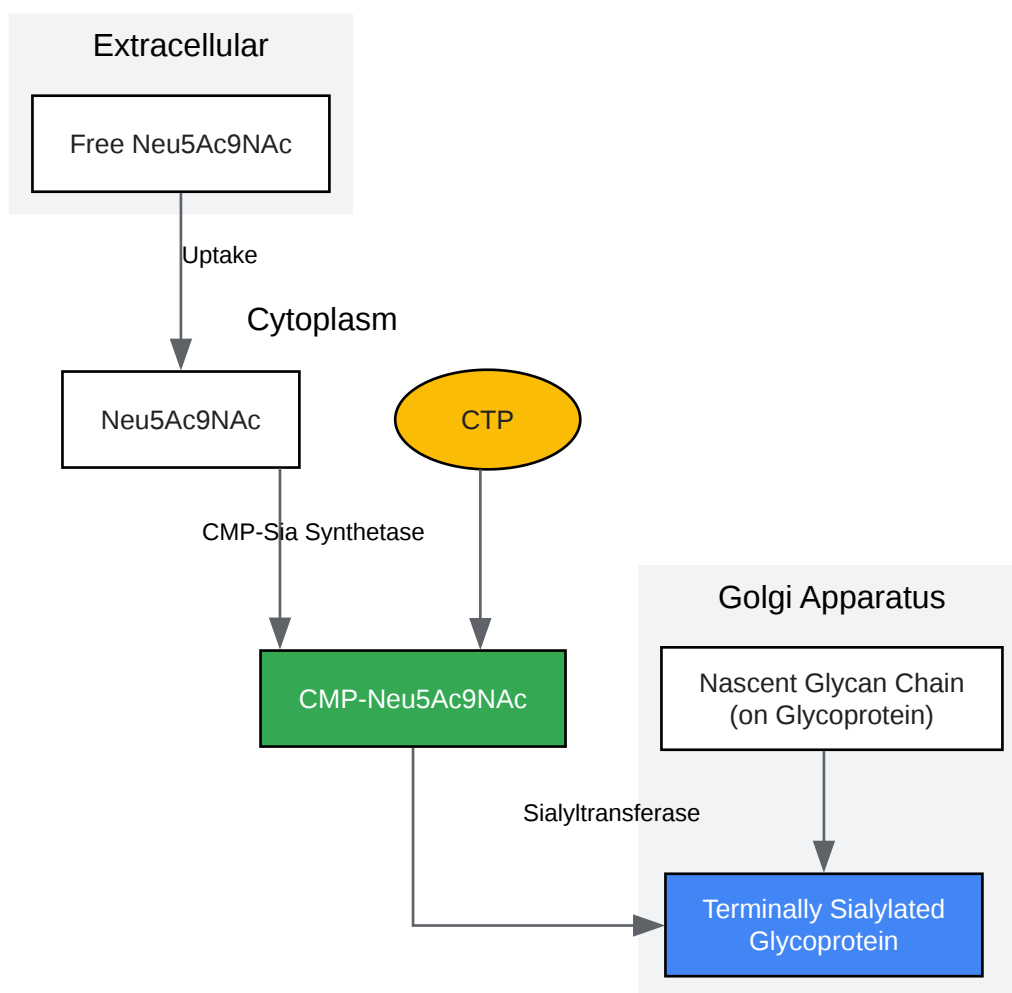 Extracellular
Free Neu5Ac9NAc
Uptake
Cytoplasm
Neu5Ac9NAc
CTP
CMP-Sia Syntetase
Golgi Apparatus
Nascent Glycan Chain
(on Glycoprotein)
CMP-Neu5Ac9NAc
Sialyltransferase
Terminally Sialylated
Glycoprotein